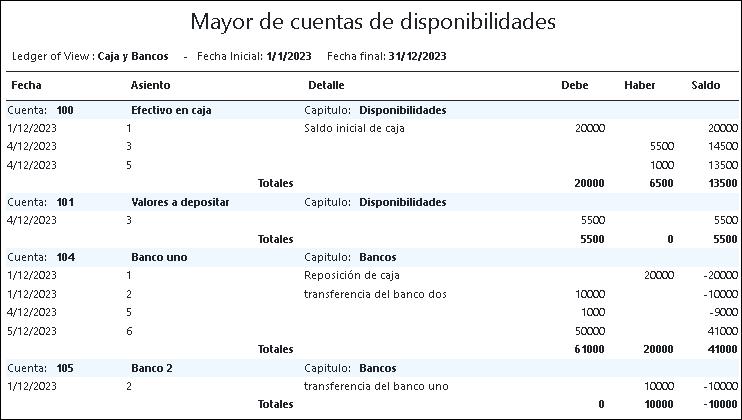 Mayor de cuentas de disponibilidades
Ledger of View : Caja y Bancos - Fecha Inicial: 1/1/2023 Fecha final: 31/12/2023
Fecha Asiento Detalle Debe Haber Saldo
Cuenta: 100 Efectivo en caja Capitulo: Disponibilidades
1/12/2023 1 Saldo inicial de caja 20000 20000
4/12/2023 3 5500 14500
4/12/2023 5 1000 13500
Totales 20000 6500 13500
Cuenta: 101 Valores a depositar Capitulo: Disponibilidades
4/12/2023 3 5500 5500
Totales 5500 0 5500
Cuenta: 104 Banco uno Capitulo: Bancos
1/12/2023 1 Reposición de caja 20000 -20000
1/12/2023 2 transferencia del banco dos 10000 -10000
4/12/2023 5 1000 -9000
5/12/2023 6 50000 41000
Totales 61000 20000 41000
Cuenta: 105 Banco 2 Capitulo: Bancos
1/12/2023 2 transferencia del banco uno 10000 -10000
Totales 0 10000 -10000